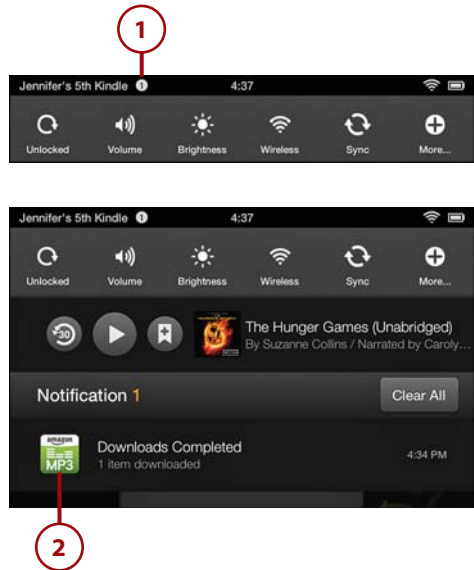 1
Jennifer's 5th Kindle 1 4:37
Unlocked Volume Brightness Wireless Sync More...
Jennifer's 5th Kindle 1 4:37
Unlocked Volume Brightness Wireless Sync More...
30 The Hunger Games (Unabridged)
By Suzanne Collins / Narrated by Caroly...
Notification 1 Clear All
amazon
MP3
Downloads Completed
1 item downloaded
4:34 PM
2